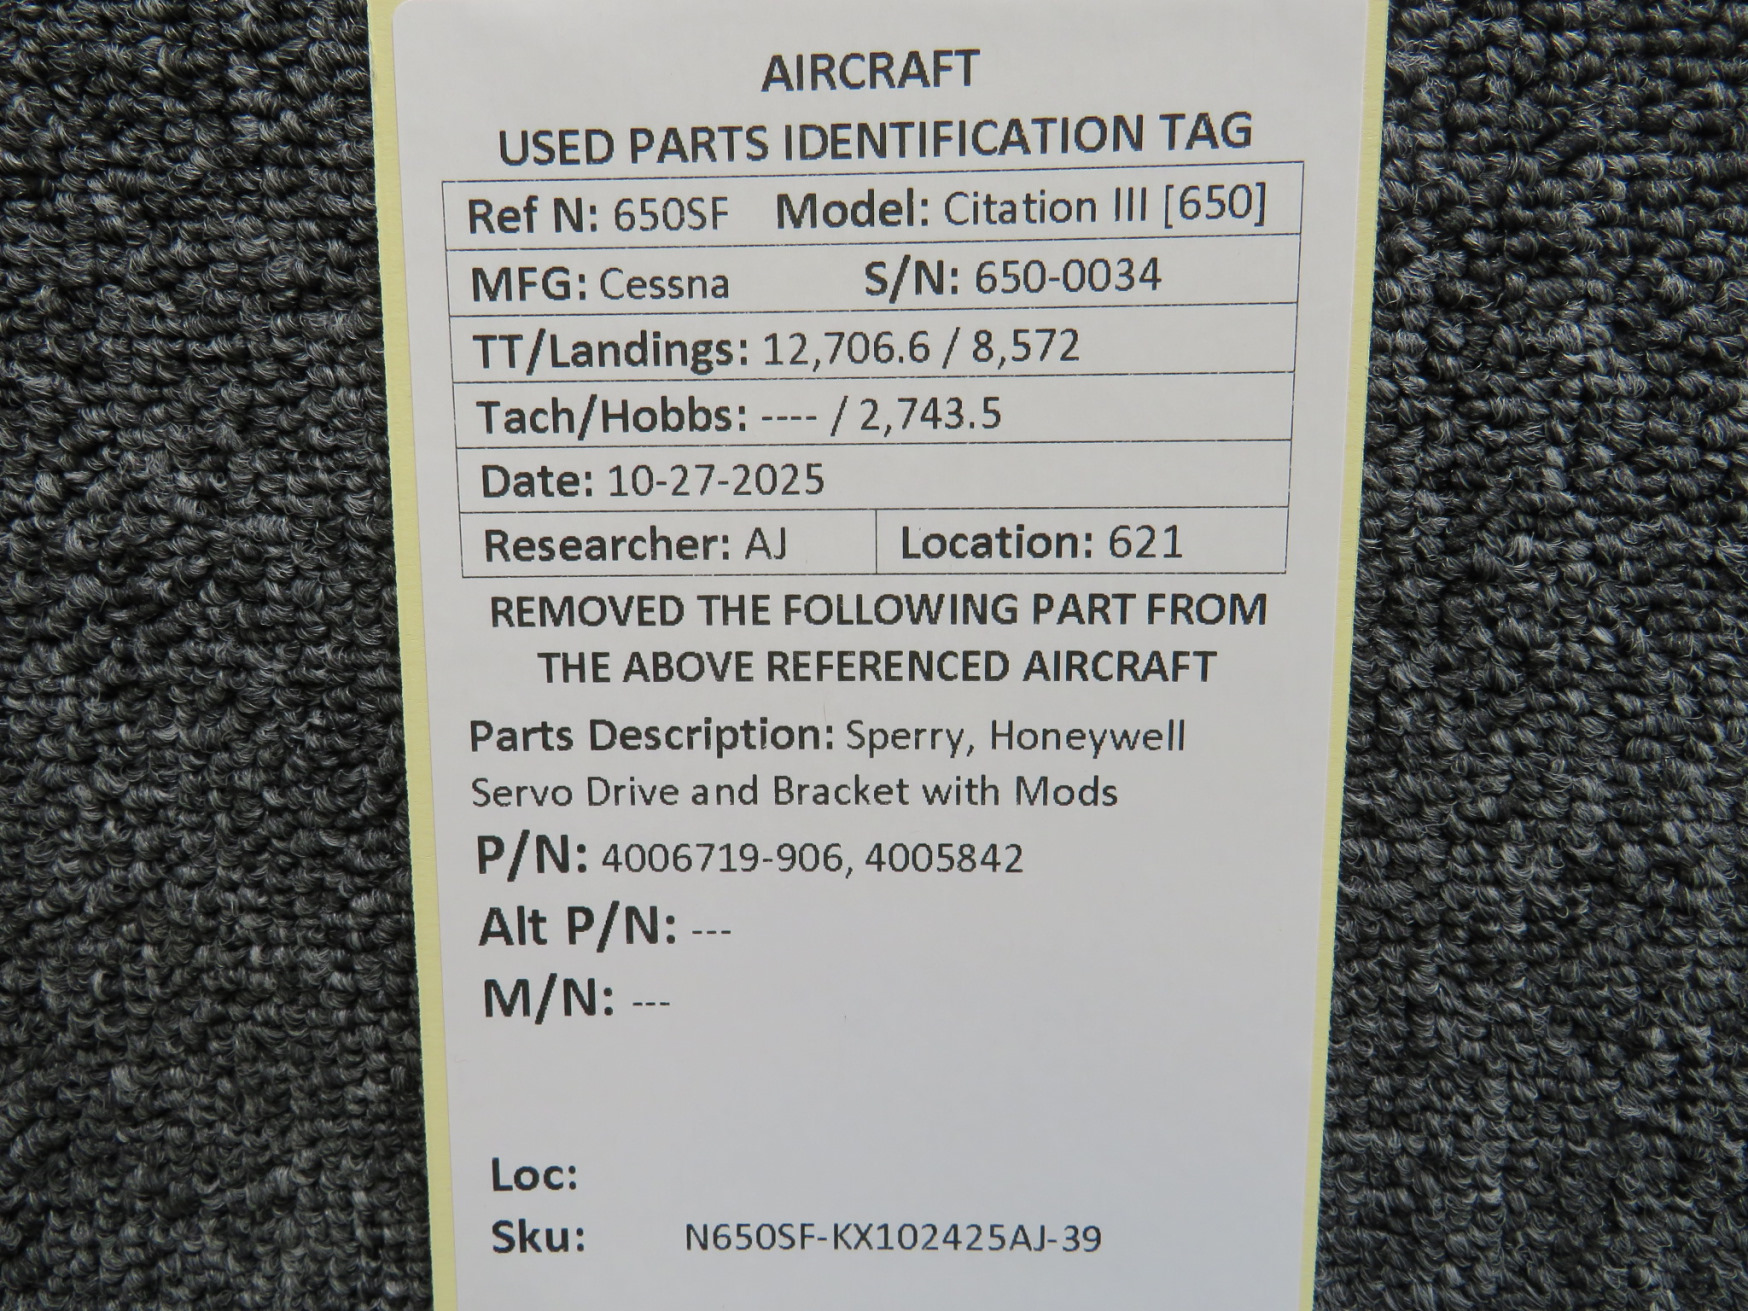 AIRCRAFT
USED PARTS IDENTIFICATION TAG
Ref N: 650SF Model: Citation III [650]
MFG: Cessna S/N: 650-0034
TT/Landings: 12,706.6 / 8,572
Tach/Hobbs: ---- / 2,743.5
Date: 10-27-2025
Researcher: AJ Location: 621
REMOVED THE FOLLOWING PART FROM
THE ABOVE REFERENCED AIRCRAFT
Parts Description: Sperry, Honeywell
Servo Drive and Bracket with Mods
P/N: 4006719-906, 4005842
Alt P/N: ---
M/N: ---
Loc:
Sku: N650SF-KX102425AJ-39